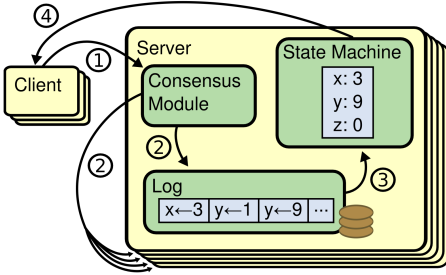 ④
①
Server
State Machine
x: 3
y: 9
z: 0
Client
Consensus
Module
②
②
③
Log
x←3 y←1 y←9 ...